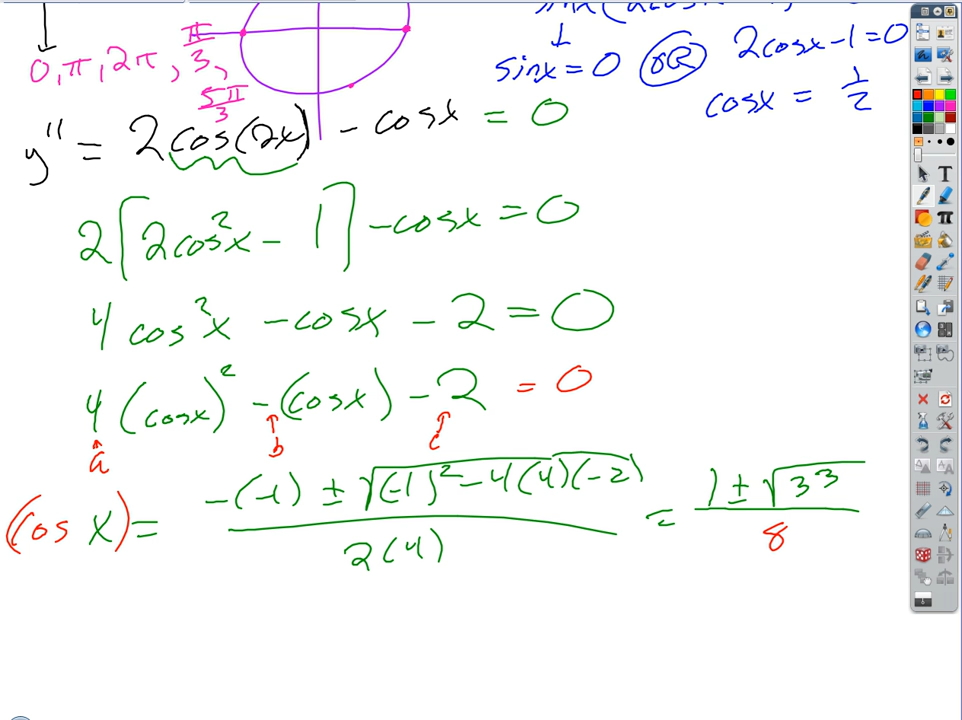 sinx = 0 OR 2cosx - 1 = 0
0, π, 2π, π/3, 5π/3
cosx = 1/2
y'' = 2cos(2x) - cosx = 0
2[2cos²x - 1] - cosx = 0
4cos²x - cosx - 2 = 0
4(cosx)² - (cosx) - 2 = 0
a b c
(cos x) = (-(-1) ± √((-1)² - 4(4)(-2))) / 2(4) = (1 ± √33) / 8